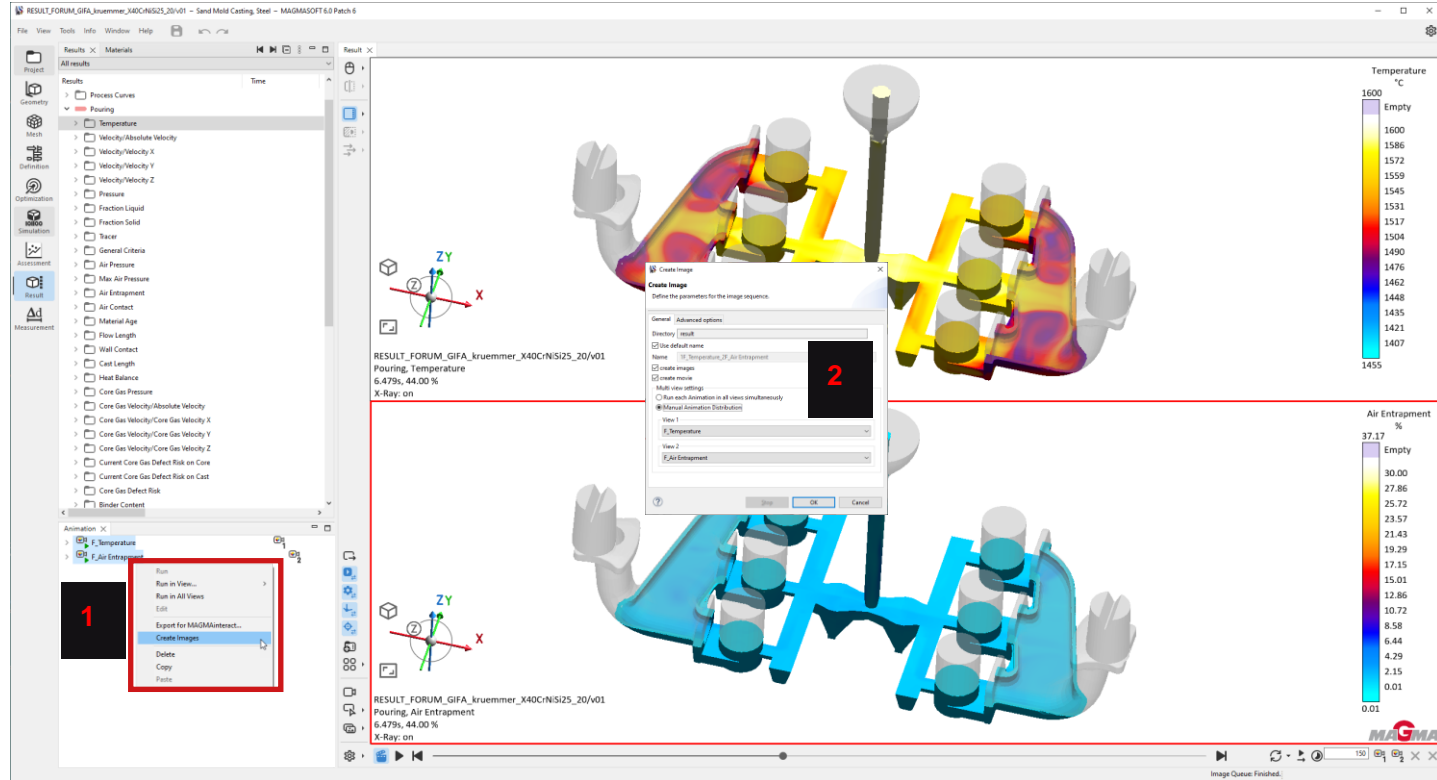 RESULT_FORUM_GIFA_kruemmer_X40CrNiSi25_20/v01 – Sand Mold Casting, Steel – MAGMASOFT 6.0 Patch 6
File View Tools Info Window Help
Project
Geometry
Mesh
Definition
Optimization
Simulation
Assessment
Result
Measurement
Results Materials
All results
Results Time
Process Curves
Pouring
Temperature
Velocity/Absolute Velocity
Velocity/Velocity X
Velocity/Velocity Y
Velocity/Velocity Z
Pressure
Fraction Liquid
Fraction Solid
Tracer
General Criteria
Air Pressure
Max Air Pressure
Air Entrapment
Air Contact
Material Age
Flow Length
Wall Contact
Cast Length
Heat Balance
Core Gas Pressure
Core Gas Velocity/Absolute Velocity
Core Gas Velocity/Core Gas Velocity X
Core Gas Velocity/Core Gas Velocity Y
Core Gas Velocity/Core Gas Velocity Z
Current Core Gas Defect Risk on Core
Current Core Gas Defect Risk on Cast
Core Gas Defect Risk
Binder Content
Animation
F_Temperature 1
F_Air Entrapment 2
1
Run
Run in View...
Run in All Views
Edit
Export for MAGMAinteract...
Create Images
Delete
Copy
Paste
Result
Z Y
Z
X
RESULT_FORUM_GIFA_kruemmer_X40CrNiSi25_20/v01
Pouring, Temperature
6.479s, 44.00 %
X-Ray: on
Temperature
°C
1600
Empty
1600
1586
1572
1559
1545
1531
1517
1504
1490
1476
1462
1448
1435
1421
1407
1455
Create Image
Create Image
Define the parameters for the image sequence.
General Advanced options
Directory result
Use default name
Name 1F_Temperature_2F_Air Entrapment
create images
create movie
Multi view settings
Run each Animation in all views simultaneously
Manual Animation Distribution
View 1
F_Temperature
View 2
F_Air Entrapment
Stop OK Cancel
2
Z Y
Z
X
RESULT_FORUM_GIFA_kruemmer_X40CrNiSi25_20/v01
Pouring, Air Entrapment
6.479s, 44.00 %
X-Ray: on
Air Entrapment
%
37.17
Empty
30.00
27.86
25.72
23.57
21.43
19.29
17.15
15.01
12.86
10.72
8.58
6.44
4.29
2.15
0.01
0.01
MAGMA
150 1 2
Image Queue: Finished.